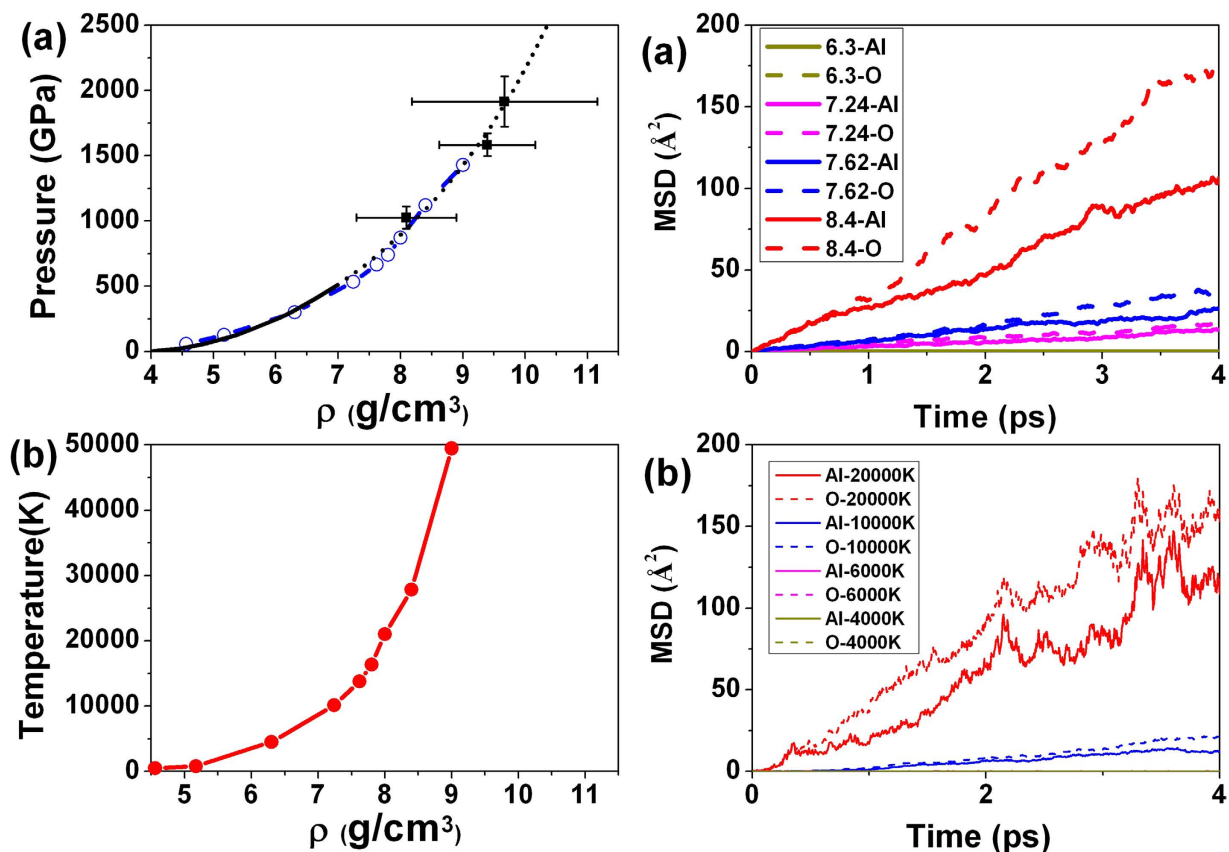 (a)
Pressure (GPa)
2500
2000
1500
1000
500
0
4 5 6 7 8 9 10 11
ρ (g/cm³)
(a)
MSD (Å²)
200
150
100
50
0
6.3-Al
6.3-O
7.24-Al
7.24-O
7.62-Al
7.62-O
8.4-Al
8.4-O
0 1 2 3 4
Time (ps)
(b)
Temperature(K)
50000
40000
30000
20000
10000
0
5 6 7 8 9 10 11
ρ (g/cm³)
(b)
MSD (Å²)
200
150
100
50
0
Al-20000K
O-20000K
Al-10000K
O-10000K
Al-6000K
O-6000K
Al-4000K
O-4000K
0 2 4
Time (ps)